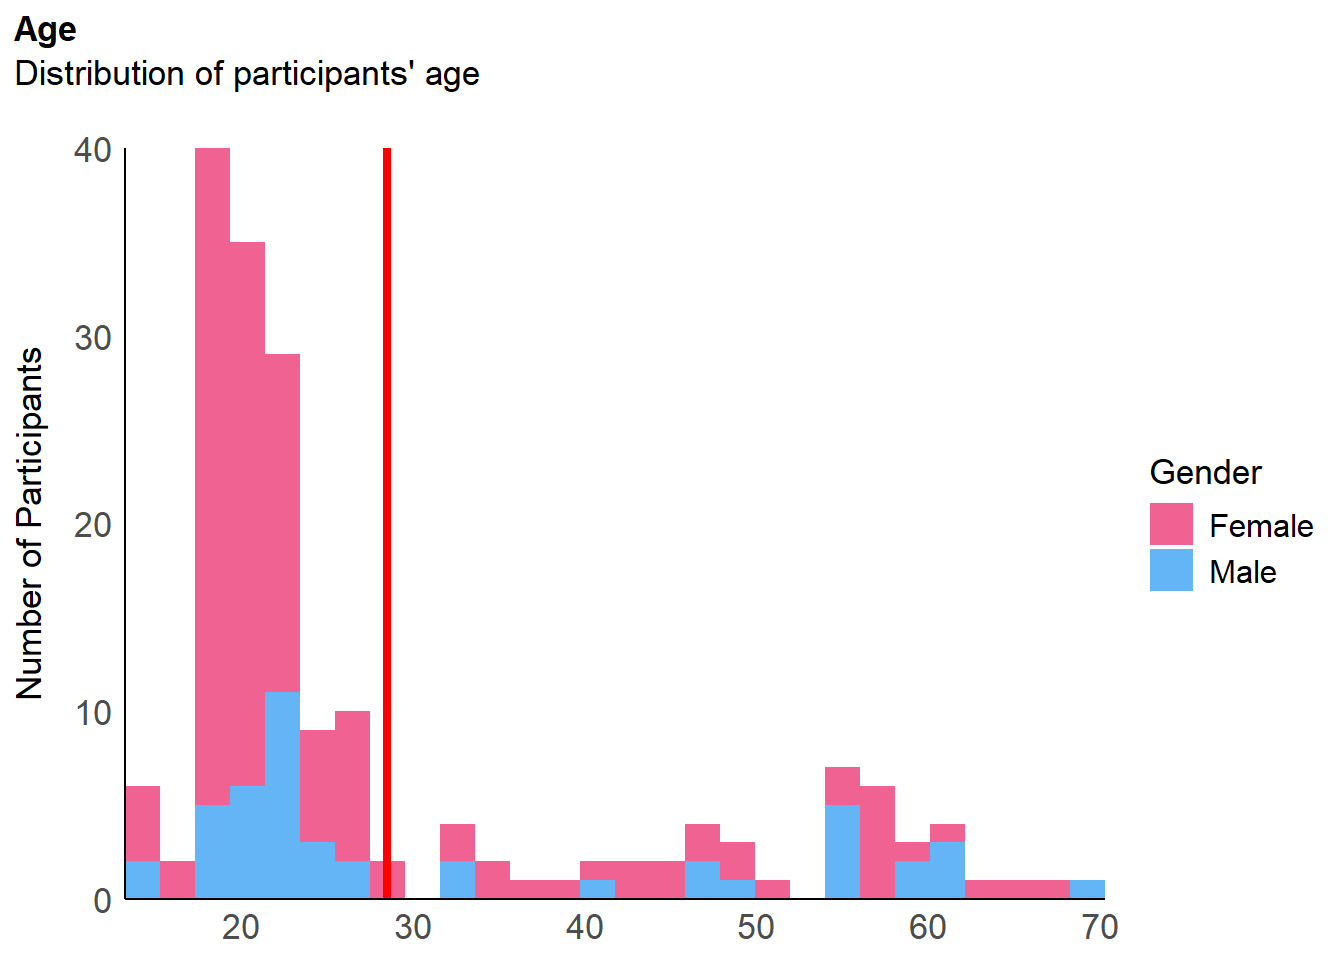 Age
Distribution of participants' age
40
30
20
10
0
Number of Participants
20 30 40 50 60 70
Gender
Female
Male